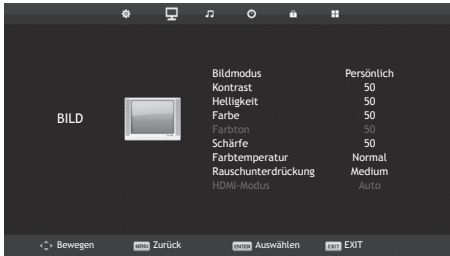 BILD
Bildmodus Persönlich
Kontrast 50
Helligkeit 50
Farbe 50
Farbton 50
Schärfe 50
Farbtemperatur Normal
Rauschunterdrückung Medium
HDMI-Modus Auto
Bewegen MENU Zurück ENTER Auswählen EXIT EXIT